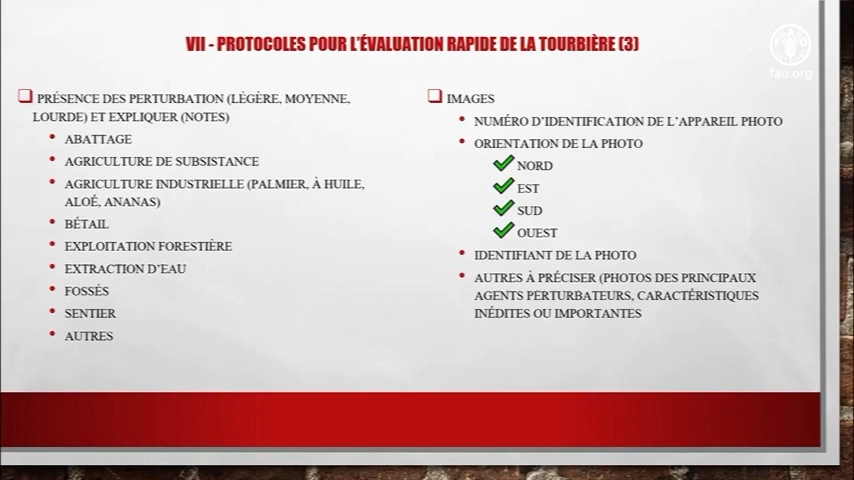 VII - PROTOCOLES POUR L'ÉVALUATION RAPIDE DE LA TOURBIÈRE (3)
FAO
fao.org
PRÉSENCE DES PERTURBATION (LÉGÈRE, MOYENNE,
LOURDE) ET EXPLIQUER (NOTES)
ABATTAGE
AGRICULTURE DE SUBSISTANCE
AGRICULTURE INDUSTRIELLE (PALMIER, À HUILE,
ALOÉ, ANANAS)
BÉTAIL
EXPLOITATION FORESTIÈRE
EXTRACTION D'EAU
FOSSÉS
SENTIER
AUTRES
IMAGES
NUMÉRO D'IDENTIFICATION DE L'APPAREIL PHOTO
ORIENTATION DE LA PHOTO
NORD
EST
SUD
OUEST
IDENTIFIANT DE LA PHOTO
AUTRES À PRÉCISER (PHOTOS DES PRINCIPAUX
AGENTS PERTURBATEURS, CARACTÉRISTIQUES
INÉDITES OU IMPORTANTES